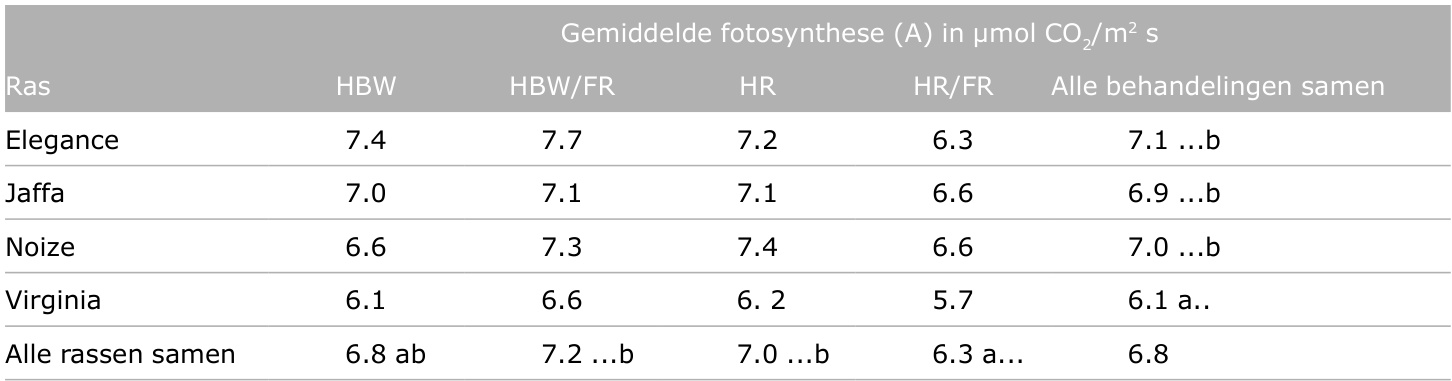 Gemiddelde fotosynthese (A) in µmol CO₂/m² s
Ras HBW HBW/FR HR HR/FR Alle behandelingen samen
Elegance 7.4 7.7 7.2 6.3 7.1 ...b
Jaffa 7.0 7.1 7.1 6.6 6.9 ...b
Noize 6.6 7.3 7.4 6.6 7.0 ...b
Virginia 6.1 6.6 6. 2 5.7 6.1 a..
Alle rassen samen 6.8 ab 7.2 ...b 7.0 ...b 6.3 a... 6.8